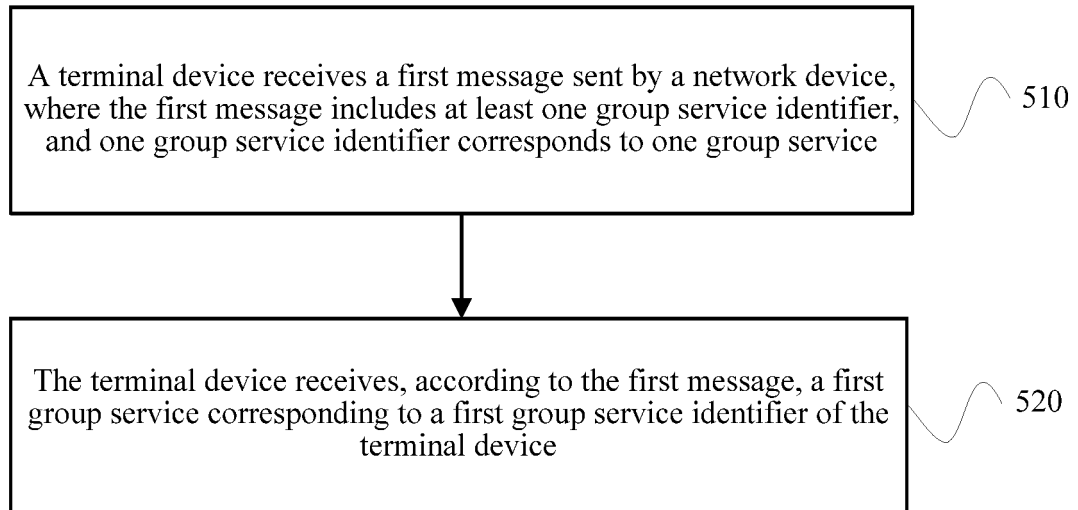 A terminal device receives a first message sent by a network device,
where the first message includes at least one group service identifier,
and one group service identifier corresponds to one group service
510
The terminal device receives, according to the first message, a first
group service corresponding to a first group service identifier of the
terminal device
520